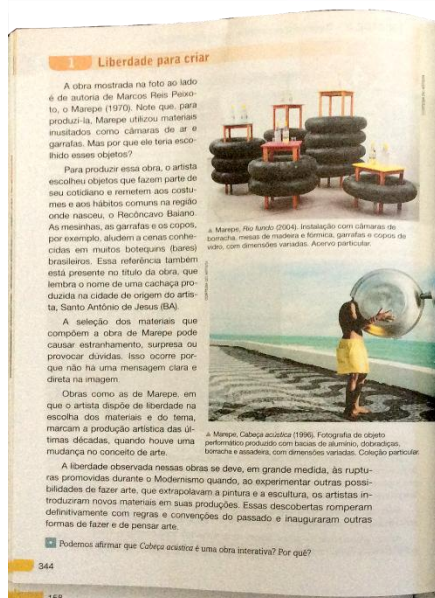 1 Liberdade para criar
A obra mostrada na foto ao lado
é de autoria de Marcos Reis Peixo-
to, o Marepe (1970). Note que, para
produzi-la, Marepe utilizou materiais
inusitados como câmaras de ar e
garrafas. Mas por que ele teria esco-
lhido esses objetos?
Para produzir essa obra, o artista
escolheu objetos que fazem parte de
seu cotidiano e remetem aos costu-
mes e aos hábitos comuns na região
onde nasceu, o Recôncavo Baiano.
As mesinhas, as garrafas e os copos,
por exemplo, aludem a cenas conhe-
cidas em muitos botequins (bares)
brasileiros. Essa referência também
está presente no título da obra, que
lembra o nome de uma cachaça pro-
duzida na cidade de origem do artis-
ta, Santo Antônio de Jesus (BA).
A seleção dos materiais que
compõem a obra de Marepe pode
causar estranhamento, surpresa ou
provocar dúvidas. Isso ocorre por-
que não há uma mensagem clara e
direta na imagem.
Obras como as de Marepe, em
que o artista dispõe de liberdade na
escolha dos materiais e do tema,
marcam a produção artística das úl-
timas décadas, quando houve uma
mudança no conceito de arte.
Marepe, Rio fundo (2004). Instalação com câmaras de
borracha, mesas de madeira e fórmica, garrafas e copos de
vidro, com dimensões variadas. Acervo particular.
Marepe, Cabeça acústica (1996). Fotografia de objeto
performático produzido com bacias de alumínio, dobradiças,
borracha e assadeira, com dimensões variadas. Coleção particular.
A liberdade observada nessas obras se deve, em grande medida, às ruptu-
ras promovidas durante o Modernismo quando, ao experimentar outras possi-
bilidades de fazer arte, que extrapolavam a pintura e a escultura, os artistas in-
troduziram novos materiais em suas produções. Essas descobertas romperam
definitivamente com regras e convenções do passado e inauguraram outras
formas de fazer e de pensar arte.
Podemos afirmar que Cabeça acústica é uma obra interativa? Por quê?
344